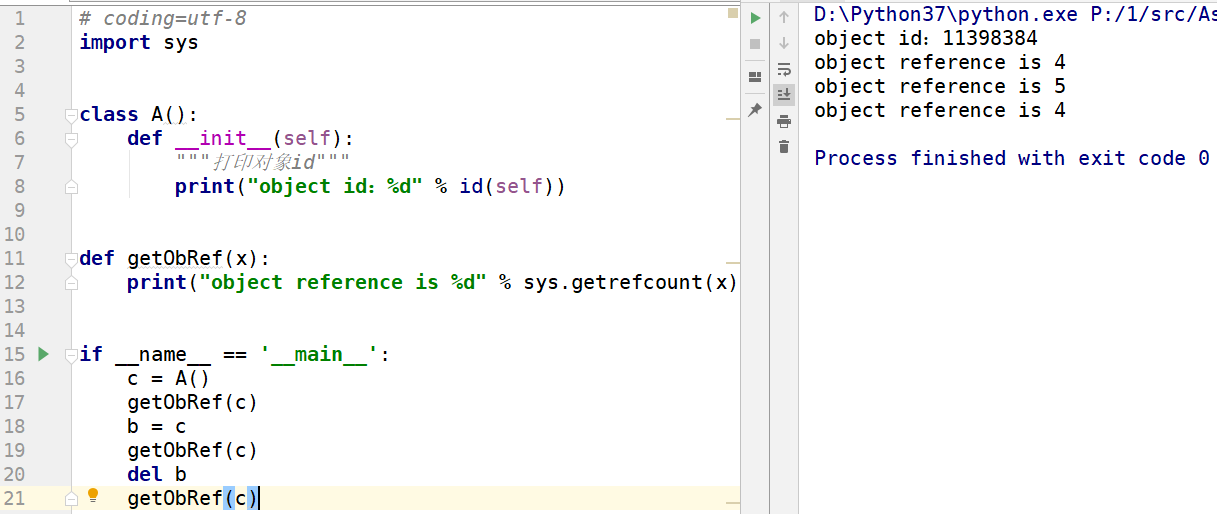 1 # coding=utf-8
2 import sys
3
4
5 class A():
6     def __init__(self):
7         """打印对象id"""
8         print("object id：%d" % id(self))
9
10
11 def getObRef(x):
12     print("object reference is %d" % sys.getrefcount(x)
13
14
15 if __name__ == '__main__':
16     c = A()
17     getObRef(c)
18     b = c
19     getObRef(c)
20     del b
21     getObRef(c)
D:\Python37\python.exe P:/1/src/As
object id：11398384
object reference is 4
object reference is 5
object reference is 4
Process finished with exit code 0